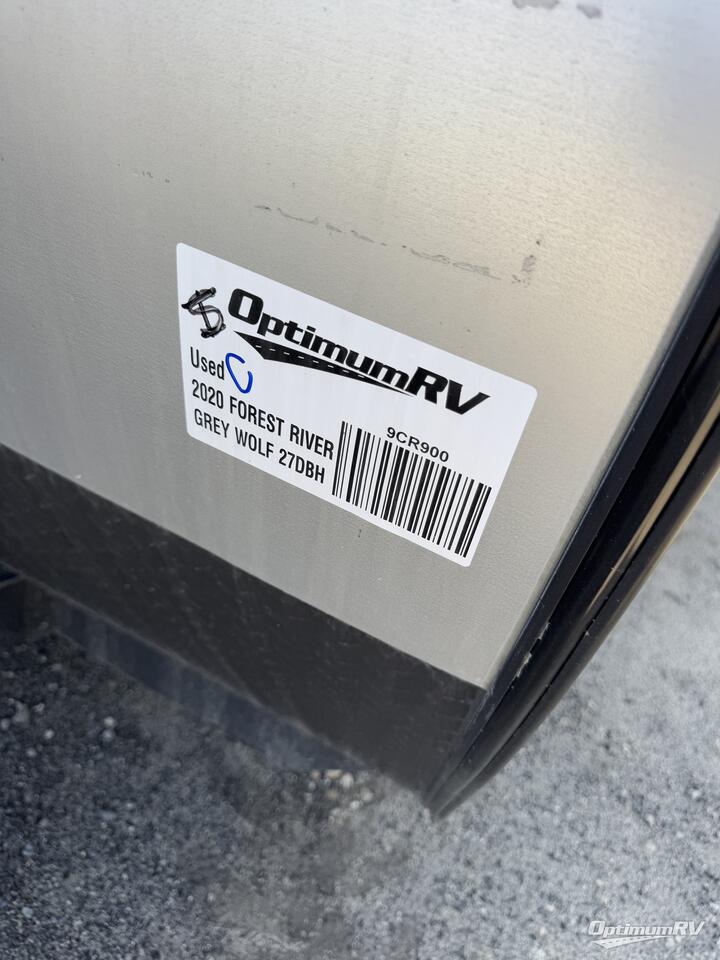 OptimumRV
Used
2020 FOREST RIVER
GREY WOLF 27DBH
9CR900
OptimumRV